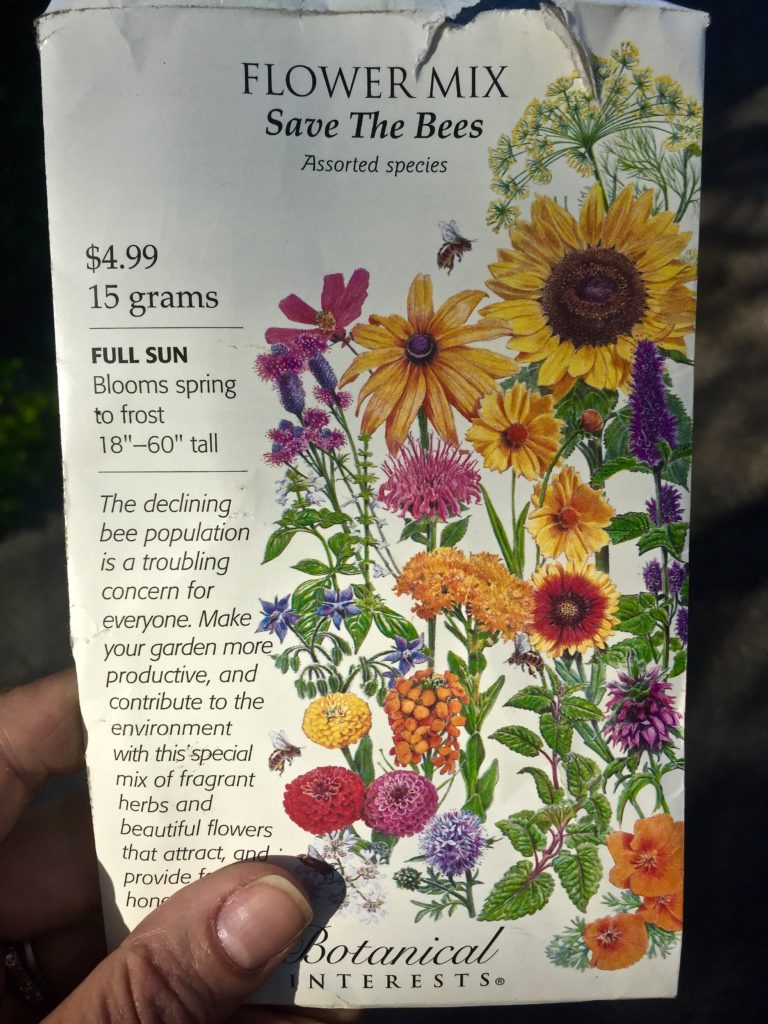 FLOWER MIX
Save The Bees
Assorted species
$4.99
15 grams
FULL SUN
Blooms spring
to frost
18"–60" tall
The declining
bee population
is a troubling
concern for
everyone. Make
your garden more
productive, and
contribute to the
environment
with this special
mix of fragrant
herbs and
beautiful flowers
that attract, and
provide
Botanical
INTERESTS®